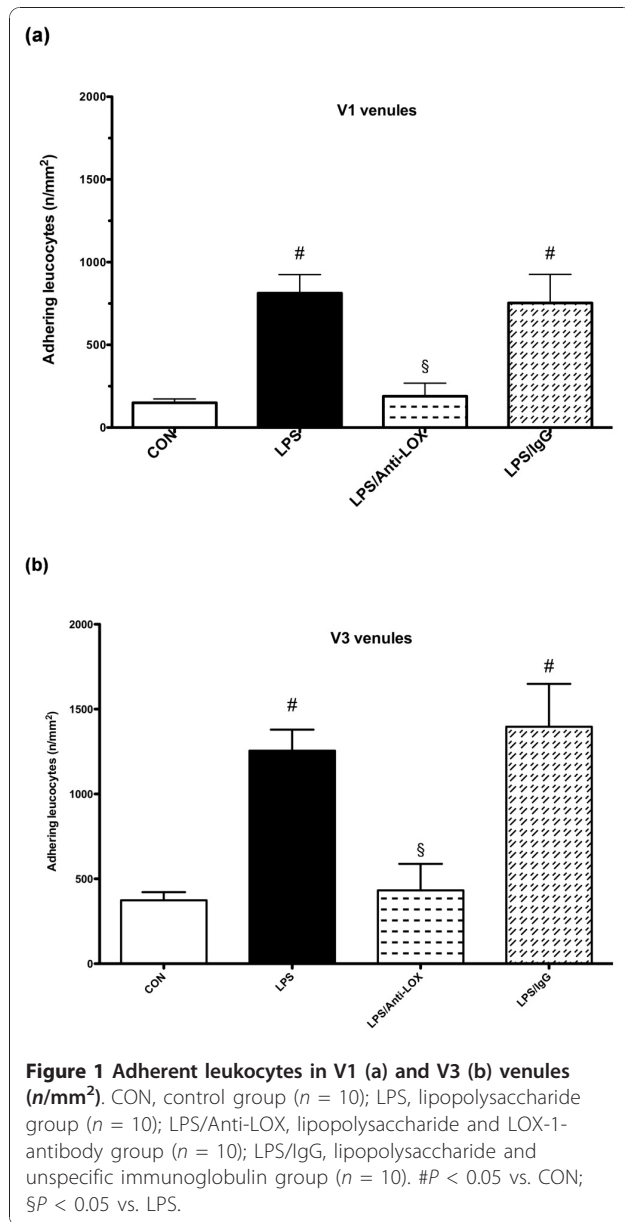 (a)
V1 venules
Adhering leucocytes (n/mm²)
2000
1500
1000
500
0
#
#
§
CON
LPS
LPS/Anti-LOX
LPS/IgG
(b)
V3 venules
Adhering leucocytes (n/mm²)
2000
1500
1000
500
0
#
#
§
CON
LPS
LPS/Anti-LOX
LPS/IgG
Figure 1 Adherent leukocytes in V1 (a) and V3 (b) venules
(n/mm²). CON, control group (n = 10); LPS, lipopolysaccharide
group (n = 10); LPS/Anti-LOX, lipopolysaccharide and LOX-1-
antibody group (n = 10); LPS/IgG, lipopolysaccharide and
unspecific immunoglobulin group (n = 10). #P < 0.05 vs. CON;
§P < 0.05 vs. LPS.